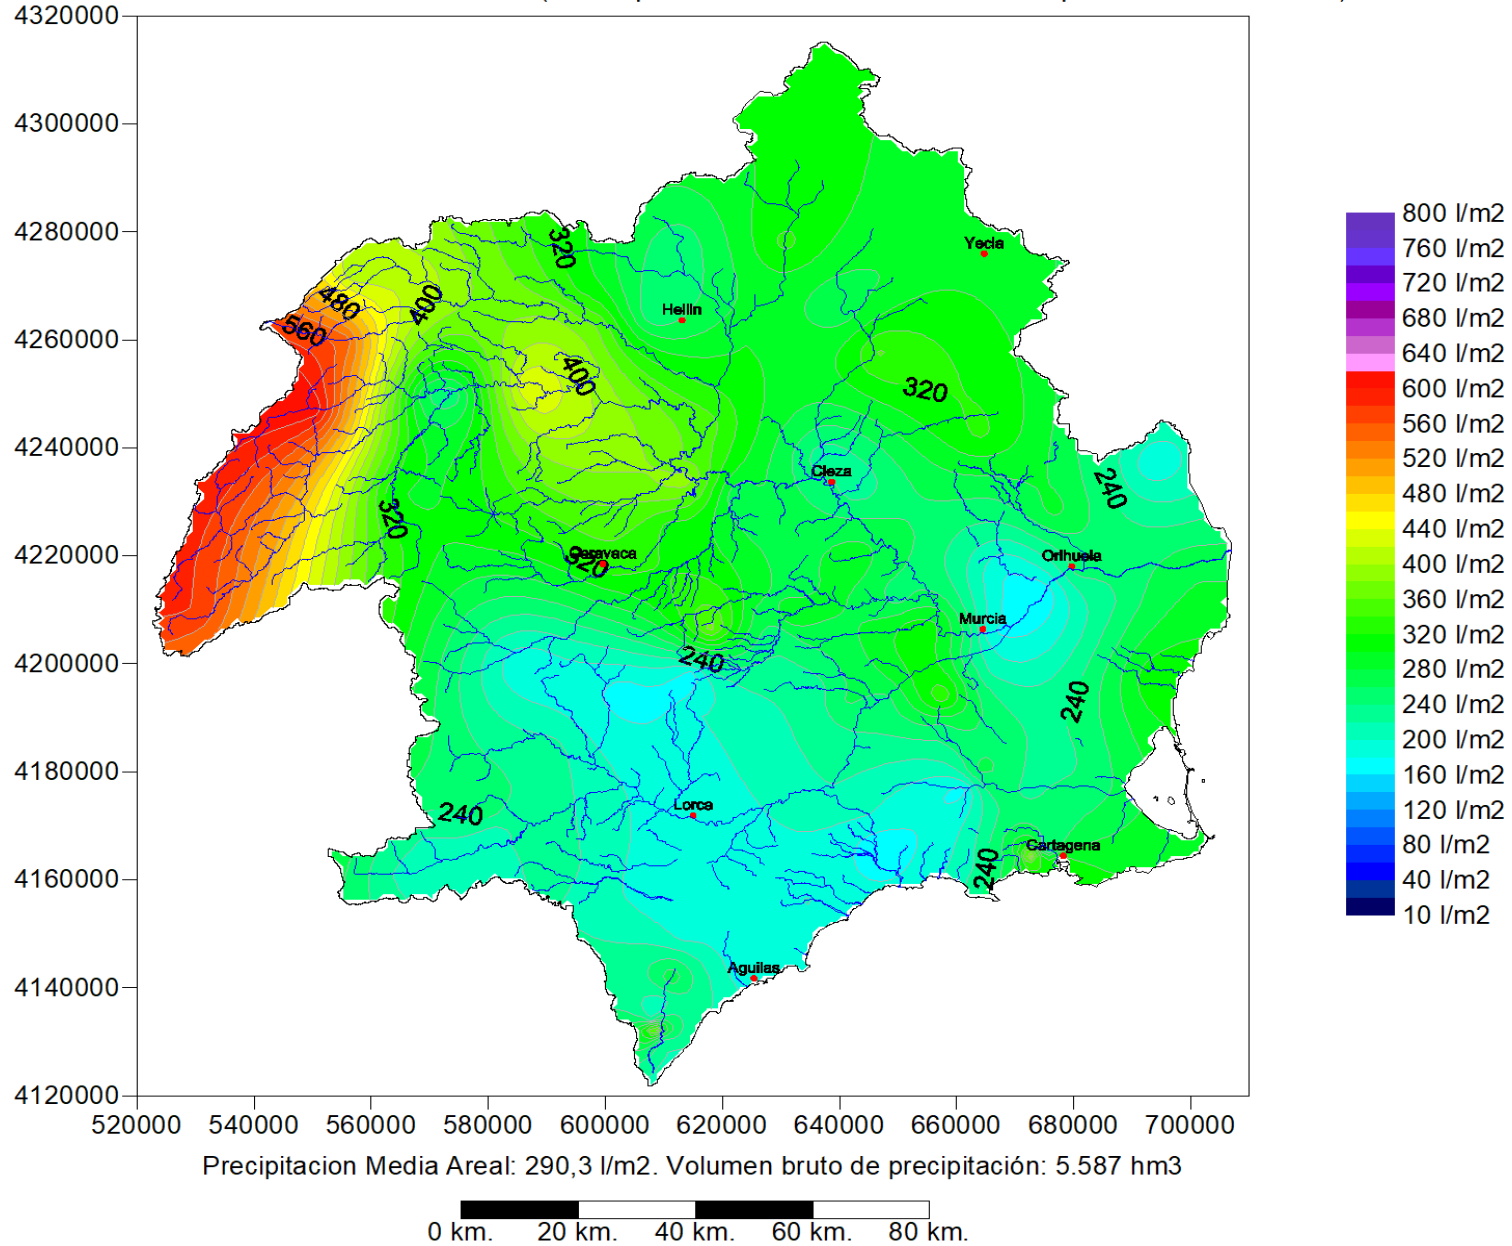 4320000
4300000
4280000
4260000
4240000
4220000
4200000
4180000
4160000
4140000
4120000
520000 540000 560000 580000 600000 620000 640000 660000 680000 700000
320
480
400
560
400
320
320
320
240
240
240
240
240
Yecla
Hellin
Cieza
Caravaca
Orihuela
Murcia
Lorca
Cartagena
Aguilas
800 l/m2
760 l/m2
720 l/m2
680 l/m2
640 l/m2
600 l/m2
560 l/m2
520 l/m2
480 l/m2
440 l/m2
400 l/m2
360 l/m2
320 l/m2
280 l/m2
240 l/m2
200 l/m2
160 l/m2
120 l/m2
80 l/m2
40 l/m2
10 l/m2
Precipitacion Media Areal: 290,3 l/m2. Volumen bruto de precipitación: 5.587 hm3
0 km. 20 km. 40 km. 60 km. 80 km.